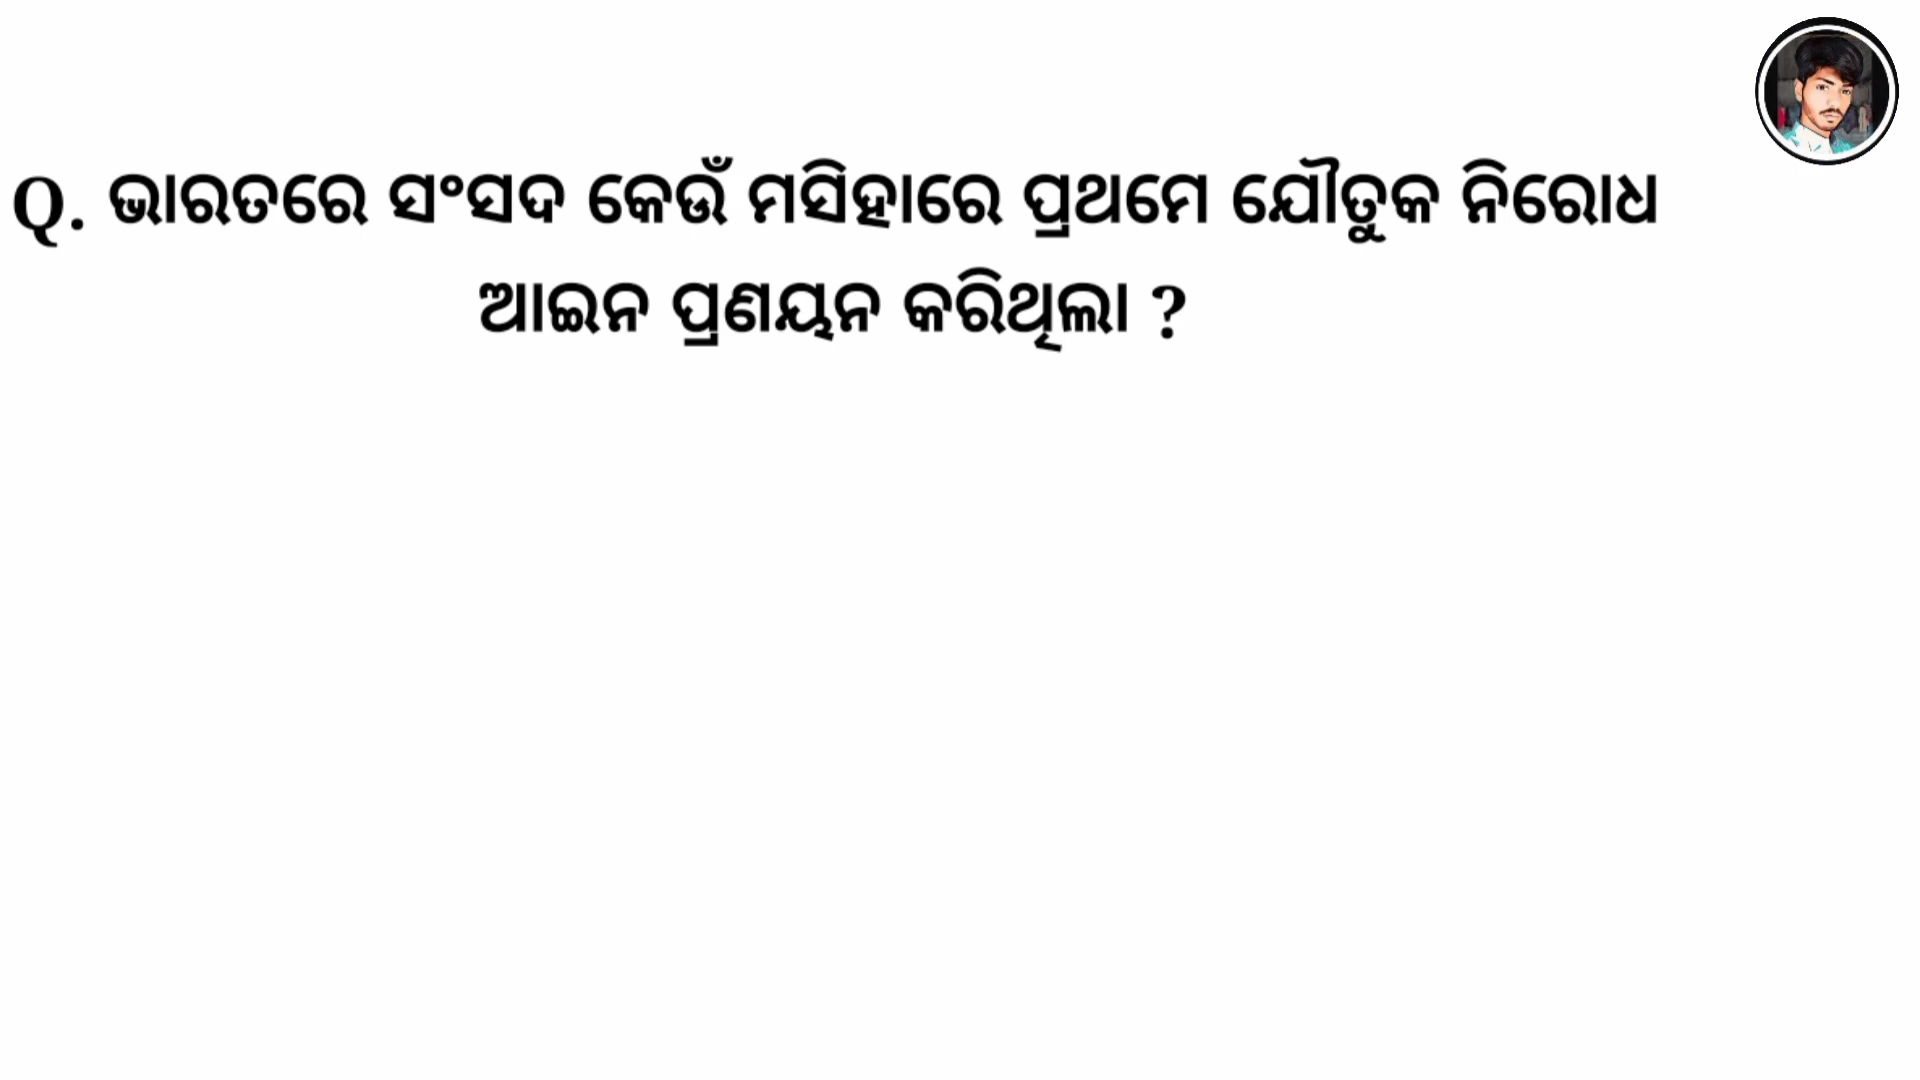 Q. ଭାରତରେ ସଂସଦ କେଉଁ ମସିହାରେ ପ୍ରଥମେ ଯୌତୁକ ନିରୋଧ
ଆଇନ ପ୍ରଣୟନ କରିଥିଲା ?